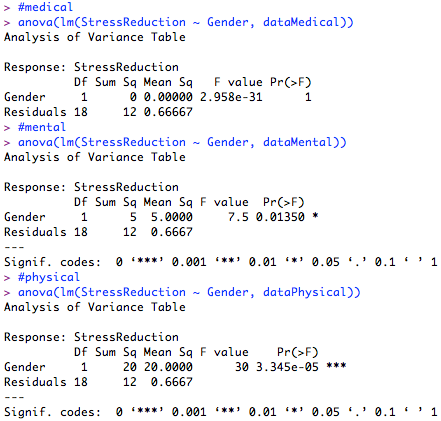 > #medical
> anova(lm(StressReduction ~ Gender, dataMedical))
Analysis of Variance Table

Response: StressReduction
          Df Sum Sq Mean Sq   F value Pr(>F)
Gender     1      0 0.00000 2.958e-31      1
Residuals 18     12 0.66667
> #mental
> anova(lm(StressReduction ~ Gender, dataMental))
Analysis of Variance Table

Response: StressReduction
          Df Sum Sq Mean Sq F value  Pr(>F)
Gender     1      5  5.0000     7.5 0.01350 *
Residuals 18     12  0.6667
---
Signif. codes:  0 ‘***’ 0.001 ‘**’ 0.01 ‘*’ 0.05 ‘.’ 0.1 ‘ ’ 1
> #physical
> anova(lm(StressReduction ~ Gender, dataPhysical))
Analysis of Variance Table

Response: StressReduction
          Df Sum Sq Mean Sq F value    Pr(>F)
Gender     1     20 20.0000      30 3.345e-05 ***
Residuals 18     12  0.6667
---
Signif. codes:  0 ‘***’ 0.001 ‘**’ 0.01 ‘*’ 0.05 ‘.’ 0.1 ‘ ’ 1